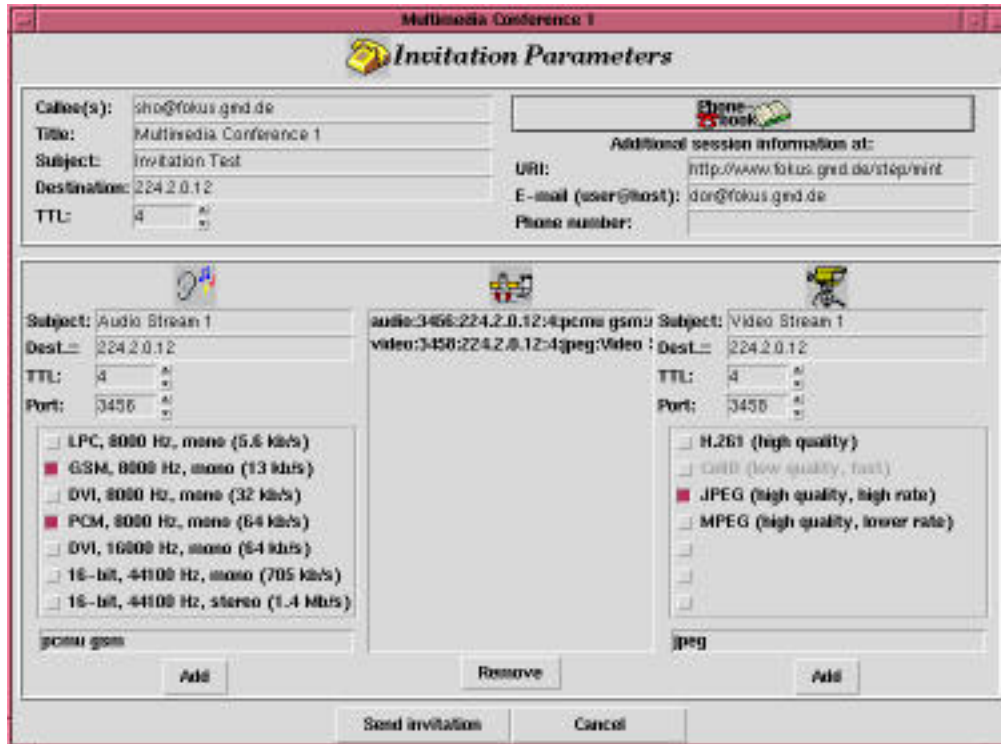 Multimedia Conference 1
Invitation Parameters
Callee(s): sho@fokus.gmd.de
Title: Multimedia Conference 1
Subject: Invitation Test
Destination: 224.2.0.12
TTL: 4
Phone-book
Additional session information at:
URI: http://www.fokus.gmd.de/step/mint
E-mail (user@host): dor@fokus.gmd.de
Phone number:
Subject: Audio Stream 1
Dest.:= 224.2.0.12
TTL: 4
Port: 3456
LPC, 8000 Hz, mono (5.6 kb/s)
GSM, 8000 Hz, mono (13 kb/s)
DVI, 8000 Hz, mono (32 kb/s)
PCM, 8000 Hz, mono (64 kb/s)
DVI, 16000 Hz, mono (64 kb/s)
16-bit, 44100 Hz, mono (705 kb/s)
16-bit, 44100 Hz, stereo (1.4 Mb/s)
pcmu gsm
Add
audio:3456:224.2.0.12:4:pcmu gsm:
video:3458:224.2.0.12:4:jpeg:Video
Remove
Subject: Video Stream 1
Dest.:= 224.2.0.12
TTL: 4
Port: 3456
H.261 (high quality)
CellB (low quality, fast)
JPEG (high quality, high rate)
MPEG (high quality, lower rate)
jpeg
Add
Send invitation
Cancel